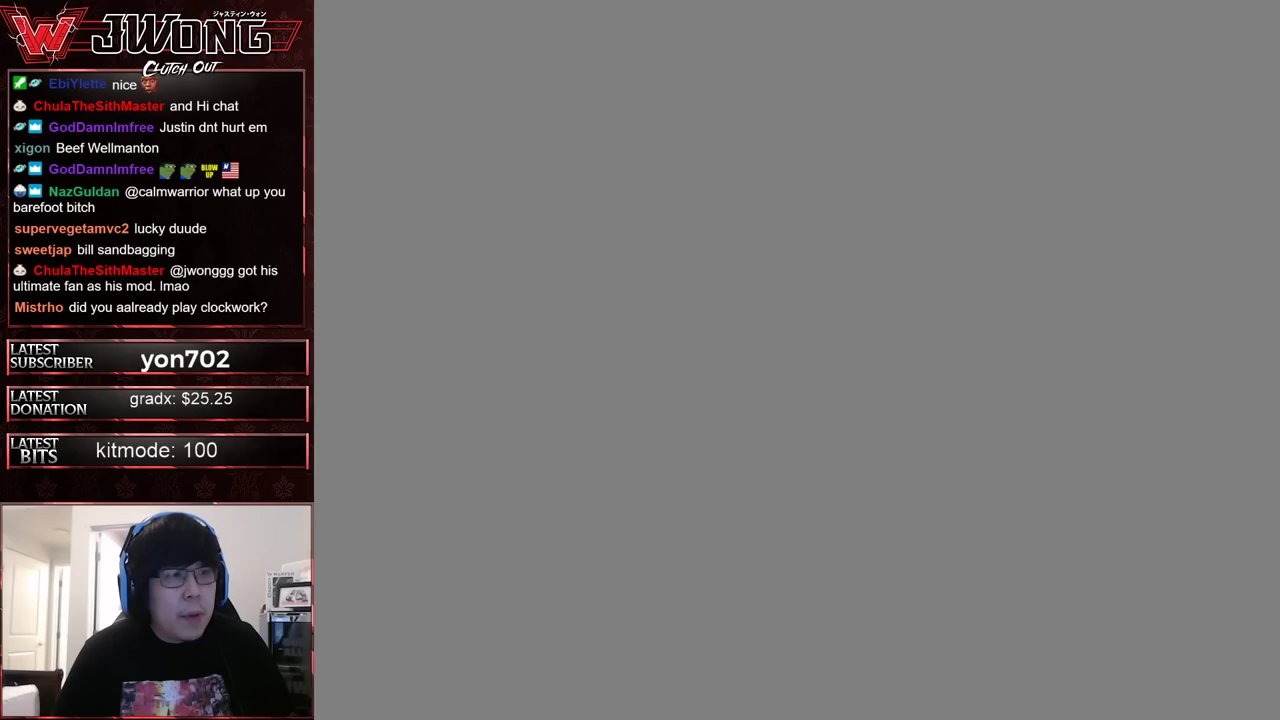 ジャスティン・ウォン
W JWONG
Clutch Out
EbiYlette nice
ChulaTheSithMaster and Hi chat
GodDamnImfree Justin dnt hurt em
xigon Beef Wellmanton
GodDamnImfree BLOW
UP
NazGuldan @calmwarrior what up you
barefoot bitch
supervegetamvc2 lucky duude
sweetjap bill sandbagging
ChulaTheSithMaster @jwonggg got his
ultimate fan as his mod. lmao
Mistrho did you aalready play clockwork?
LATEST
SUBSCRIBER yon702
LATEST
DONATION gradx: $25.25
LATEST
BITS kitmode: 100